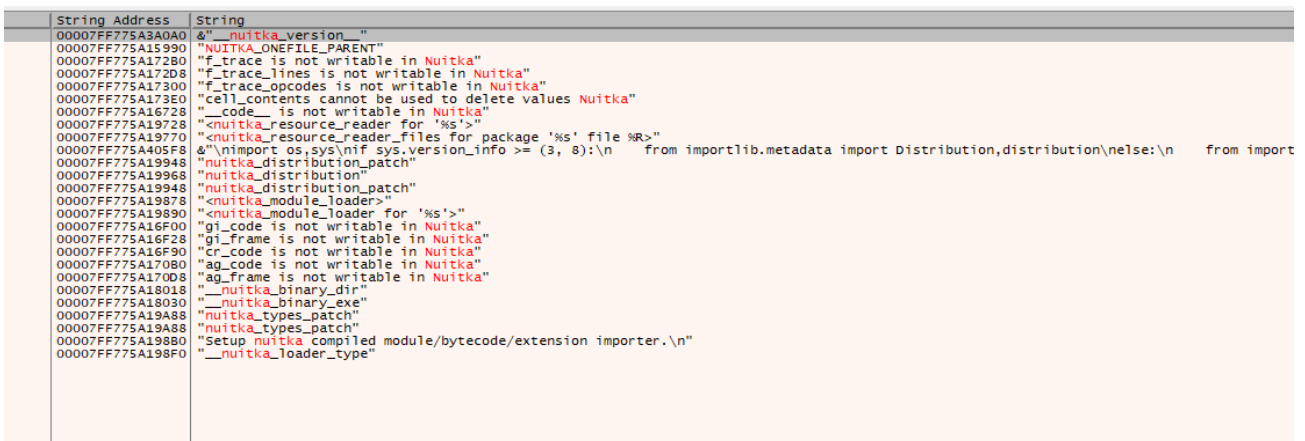 String Address String
00007FF775A3A0A0 &"__nuitka_version__"
00007FF775A15990 "NUITKA_ONEFILE_PARENT"
00007FF775A172B0 "f_trace is not writable in Nuitka"
00007FF775A172D8 "f_trace_lines is not writable in Nuitka"
00007FF775A17300 "f_trace_opcodes is not writable in Nuitka"
00007FF775A173E0 "cell_contents cannot be used to delete values Nuitka"
00007FF775A16728 "__code__ is not writable in Nuitka"
00007FF775A19728 "<nuitka_resource_reader for '%s'>"
00007FF775A19770 "<nuitka_resource_reader_files for package '%s' file %R>"
00007FF775A405F8 &"\nimport os,sys\nif sys.version_info >= (3, 8):\n    from importlib.metadata import Distribution,distribution\nelse:\n    from import
00007FF775A19948 "nuitka_distribution_patch"
00007FF775A19968 "nuitka_distribution"
00007FF775A19948 "nuitka_distribution_patch"
00007FF775A19878 "<nuitka_module_loader>"
00007FF775A19890 "<nuitka_module_loader for '%s'>"
00007FF775A16F00 "gi_code is not writable in Nuitka"
00007FF775A16F28 "gi_frame is not writable in Nuitka"
00007FF775A16F90 "cr_code is not writable in Nuitka"
00007FF775A170B0 "ag_code is not writable in Nuitka"
00007FF775A170D8 "ag_frame is not writable in Nuitka"
00007FF775A18018 "__nuitka_binary_dir"
00007FF775A18030 "__nuitka_binary_exe"
00007FF775A19A88 "nuitka_types_patch"
00007FF775A19A88 "nuitka_types_patch"
00007FF775A198B0 "Setup nuitka compiled module/bytecode/extension importer.\n"
00007FF775A198F0 "__nuitka_loader_type"